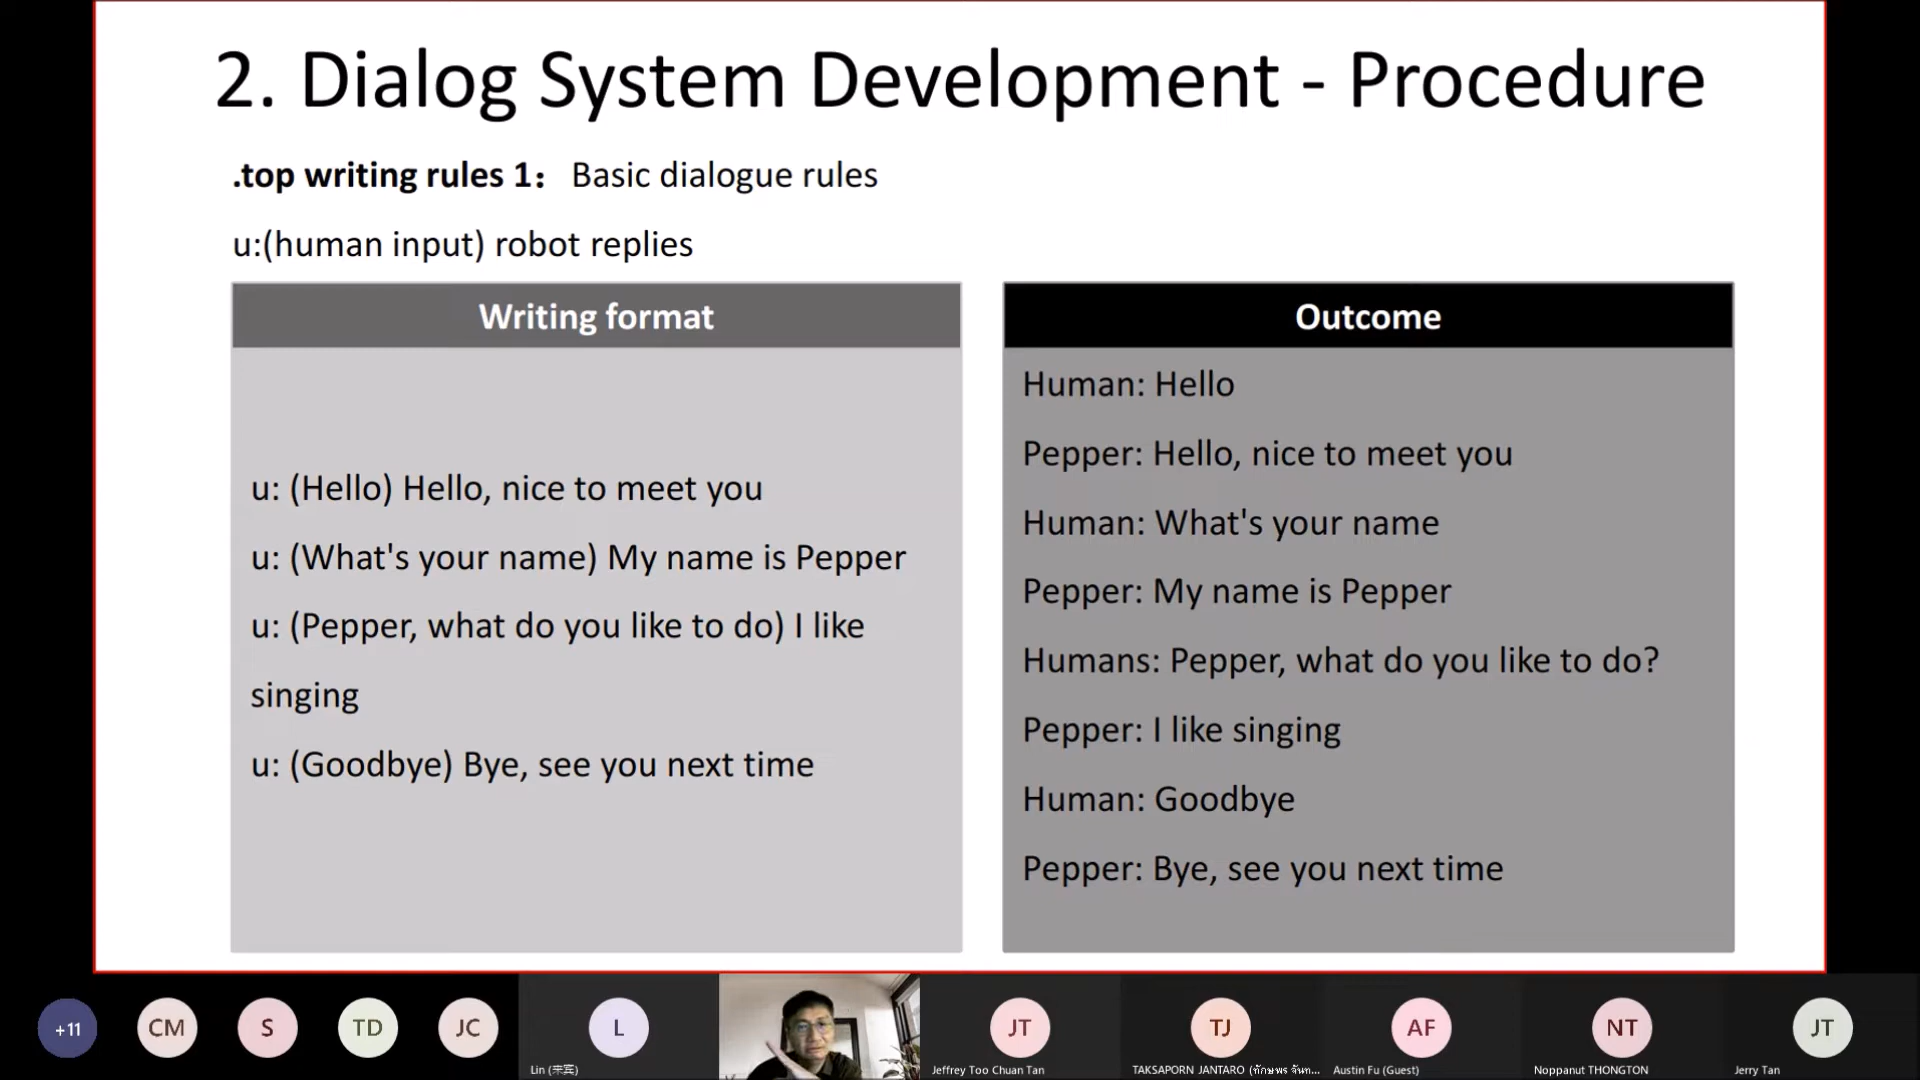 2. Dialog System Development - Procedure
.top writing rules 1： Basic dialogue rules
u:(human input) robot replies
Writing format
u: (Hello) Hello, nice to meet you
u: (What's your name) My name is Pepper
u: (Pepper, what do you like to do) I like
singing
u: (Goodbye) Bye, see you next time
Outcome
Human: Hello
Pepper: Hello, nice to meet you
Human: What's your name
Pepper: My name is Pepper
Humans: Pepper, what do you like to do?
Pepper: I like singing
Human: Goodbye
Pepper: Bye, see you next time
+11
CM
S
TD
JC
L
JT
TJ
AF
NT
JT
Lin (来宾)
Jeffrey Too Chuan Tan
TAKSAPORN JANTARO (ทักษพร จันท...
Austin Fu (Guest)
Noppanut THONGTON
Jerry Tan